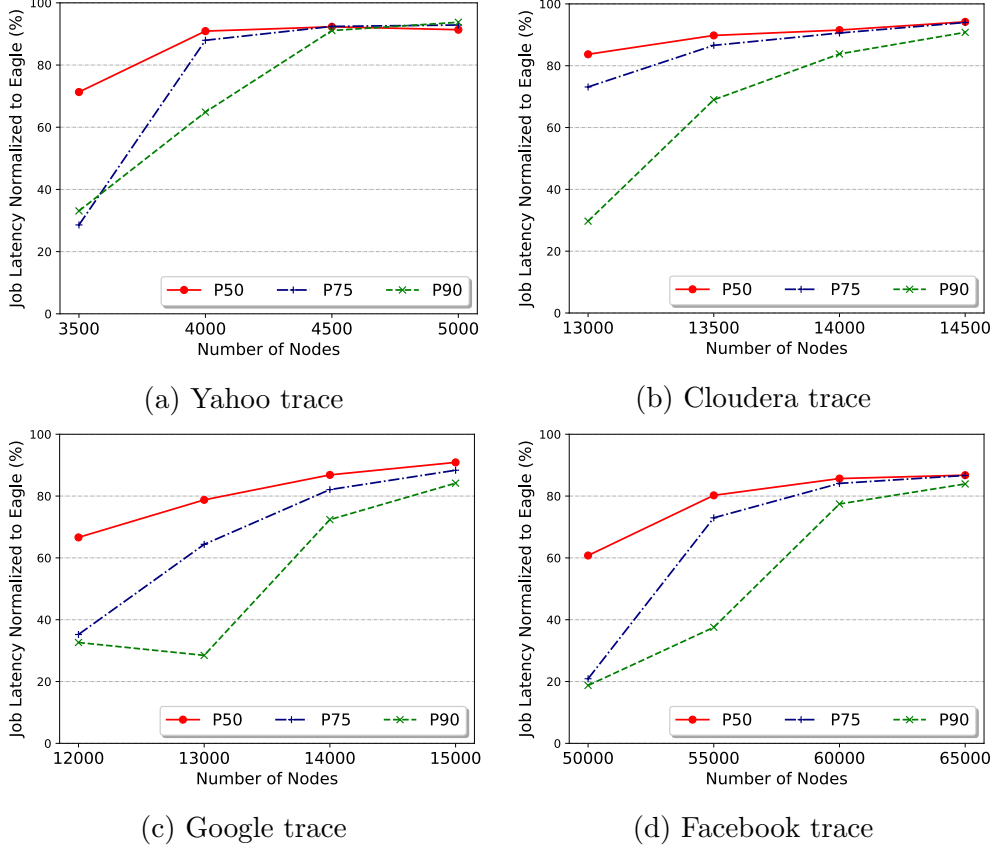 Job Latency Normalized to Eagle (%)
100
80
60
40
20
0
P50 P75 P90
3500 4000 4500 5000
Number of Nodes
(a) Yahoo trace
Job Latency Normalized to Eagle (%)
100
80
60
40
20
0
P50 P75 P90
13000 13500 14000 14500
Number of Nodes
(b) Cloudera trace
Job Latency Normalized to Eagle (%)
100
80
60
40
20
0
P50 P75 P90
12000 13000 14000 15000
Number of Nodes
(c) Google trace
Job Latency Normalized to Eagle (%)
100
80
60
40
20
0
P50 P75 P90
50000 55000 60000 65000
Number of Nodes
(d) Facebook trace